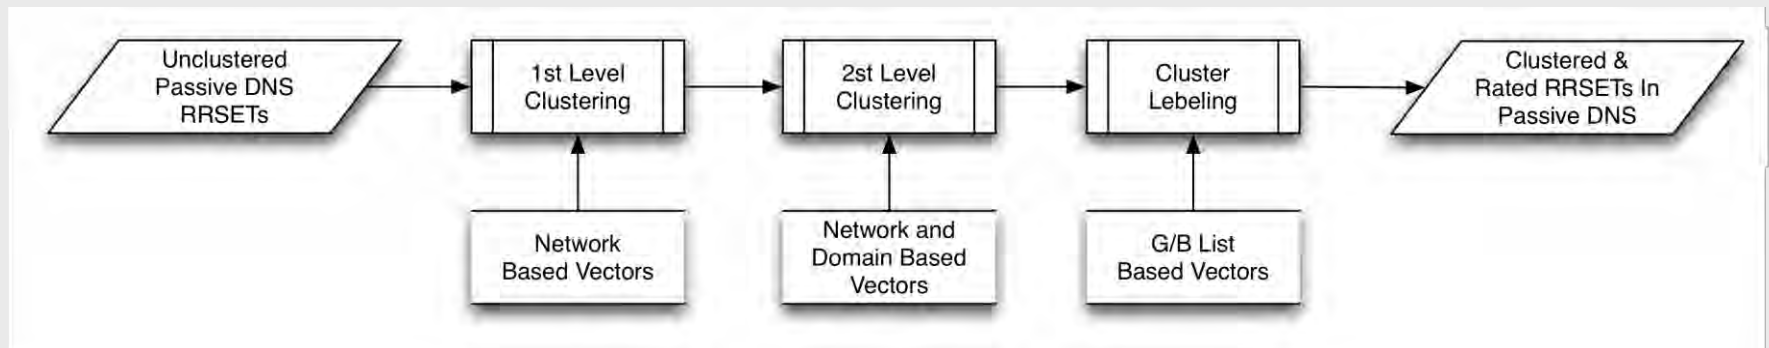 Unclustered
Passive DNS
RRSETs
1st Level
Clustering
2st Level
Clustering
Cluster
Lebeling
Clustered &
Rated RRSETs In
Passive DNS
Network
Based Vectors
Network and
Domain Based
Vectors
G/B List
Based Vectors